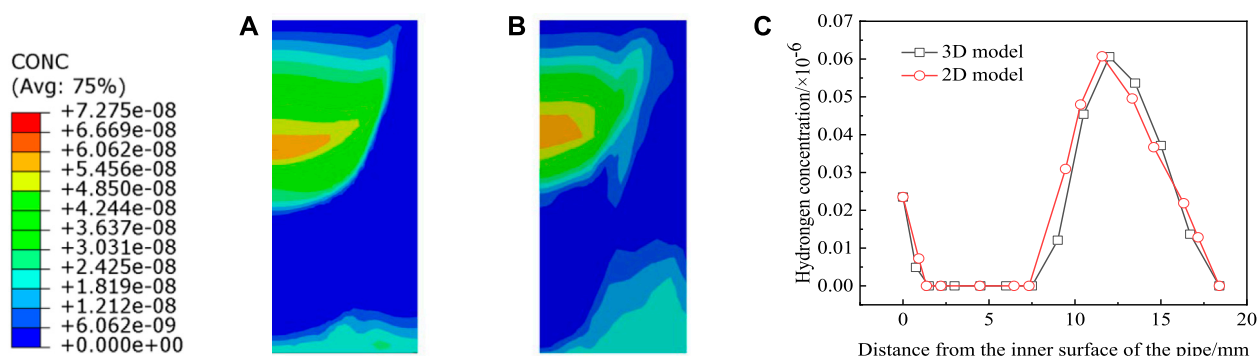 A
B
C
CONC
(Avg: 75%)
+7.275e-08
+6.669e-08
+6.062e-08
+5.456e-08
+4.850e-08
+4.244e-08
+3.637e-08
+3.031e-08
+2.425e-08
+1.819e-08
+1.212e-08
+6.062e-09
+0.000e+00
Hydrongen concentration/×10-6
0.07
0.06
0.05
0.04
0.03
0.02
0.01
0.00
3D model
2D model
0 5 10 15 20
Distance from the inner surface of the pipe/mm